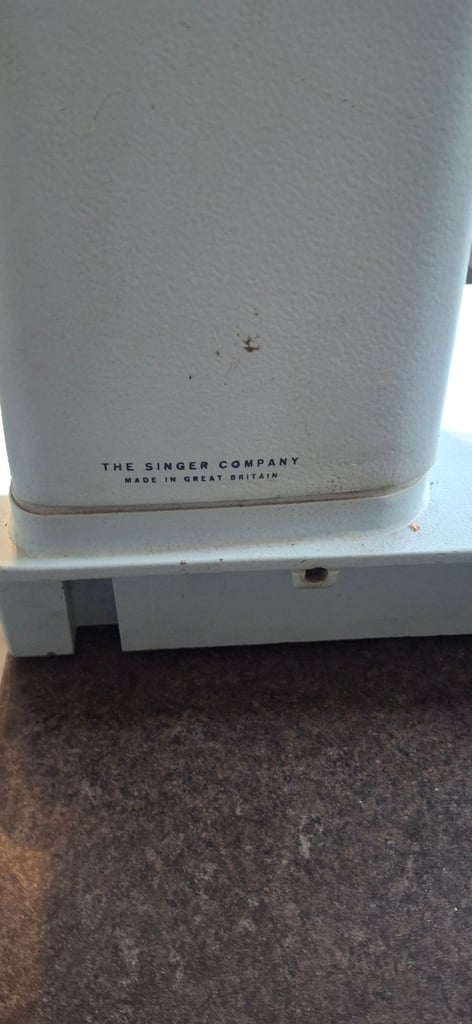 THE SINGER COMPANY
MADE IN GREAT BRITAIN